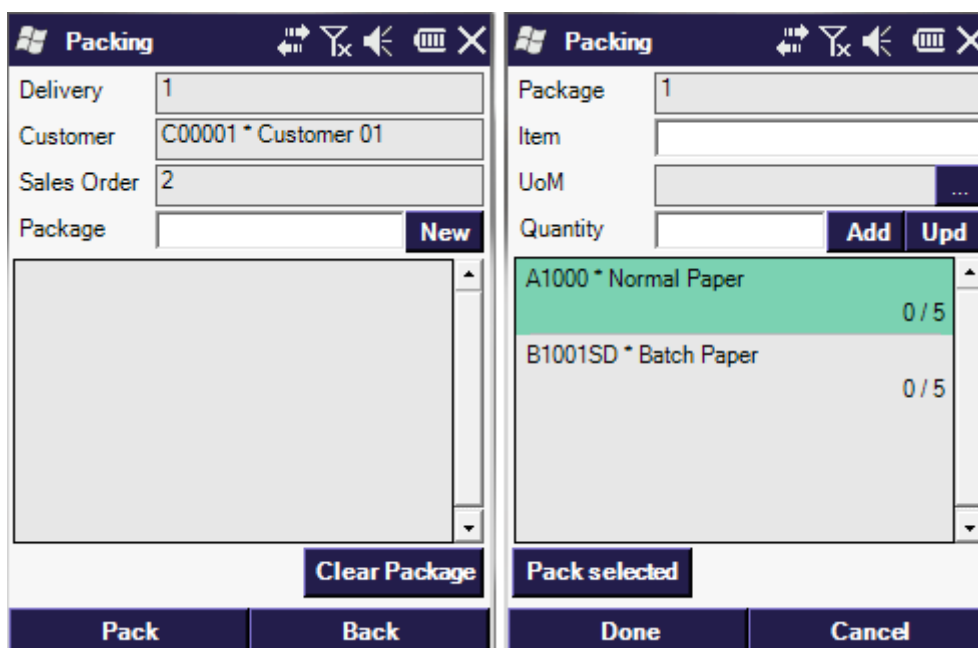 Packing
Delivery 1
Customer C00001 * Customer 01
Sales Order 2
Package New
Clear Package
Pack Back
Packing
Package 1
Item
UoM ...
Quantity Add Upd
A1000 * Normal Paper
0 / 5
B1001SD * Batch Paper
0 / 5
Pack selected
Done Cancel